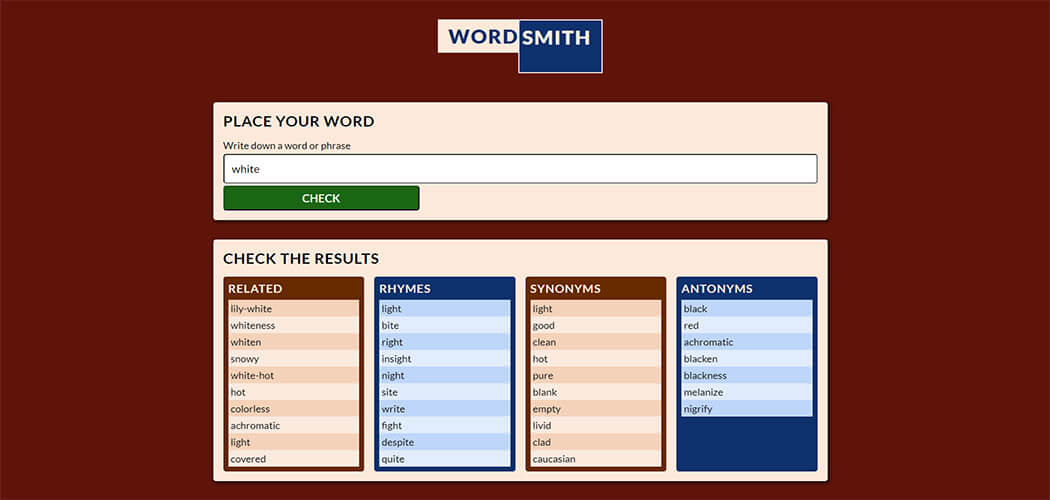 WORD SMITH
PLACE YOUR WORD
Write down a word or phrase
white
CHECK
CHECK THE RESULTS
RELATED
lily-white
whiteness
whiten
snowy
white-hot
hot
colorless
achromatic
light
covered
RHYMES
light
bite
right
insight
night
site
write
fight
despite
quite
SYNONYMS
light
good
clean
hot
pure
blank
empty
livid
clad
caucasian
ANTONYMS
black
red
achromatic
blacken
blackness
melanize
nigrify